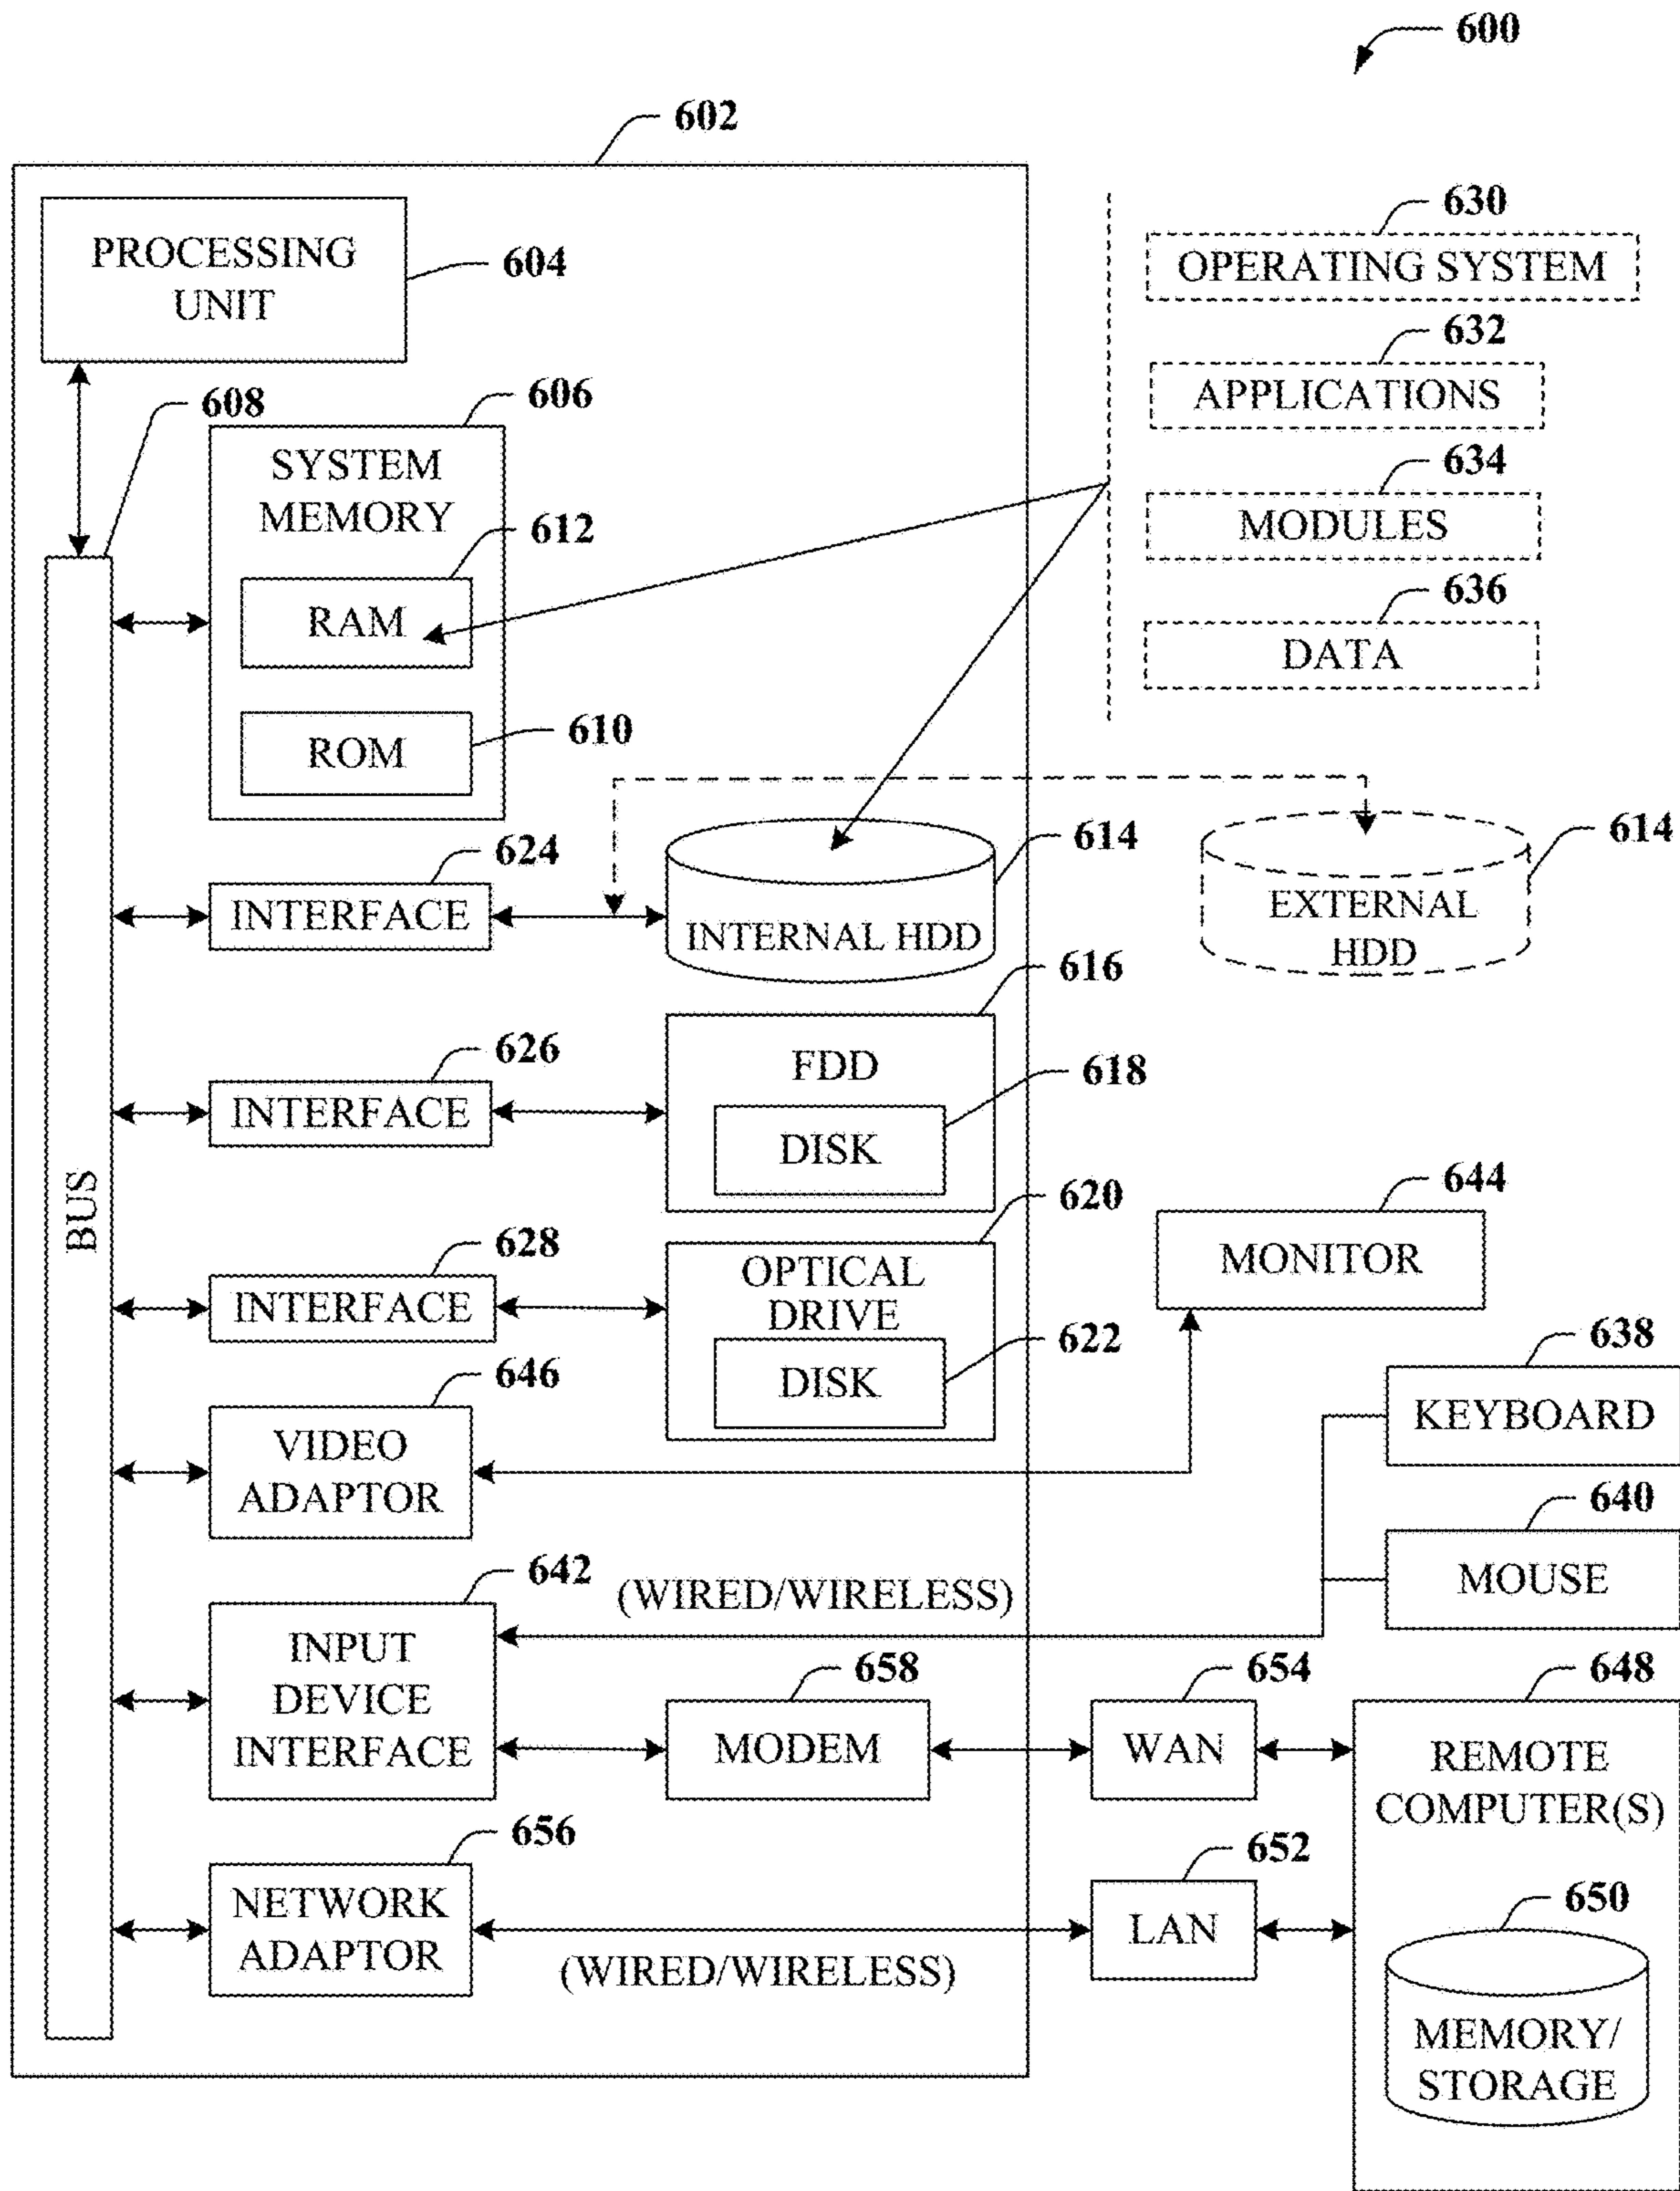 600
602
PROCESSING
UNIT
604
630
OPERATING SYSTEM
632
APPLICATIONS
634
MODULES
636
DATA
608
606
SYSTEM
MEMORY
612
RAM
610
ROM
BUS
624
INTERFACE
614
INTERNAL HDD
614
EXTERNAL
HDD
626
INTERFACE
616
FDD
618
DISK
628
INTERFACE
620
OPTICAL
DRIVE
622
DISK
644
MONITOR
646
VIDEO
ADAPTOR
638
KEYBOARD
640
MOUSE
642
(WIRED/WIRELESS)
INPUT
DEVICE
INTERFACE
658
MODEM
654
WAN
648
REMOTE
COMPUTER(S)
656
NETWORK
ADAPTOR
(WIRED/WIRELESS)
652
LAN
650
MEMORY/
STORAGE